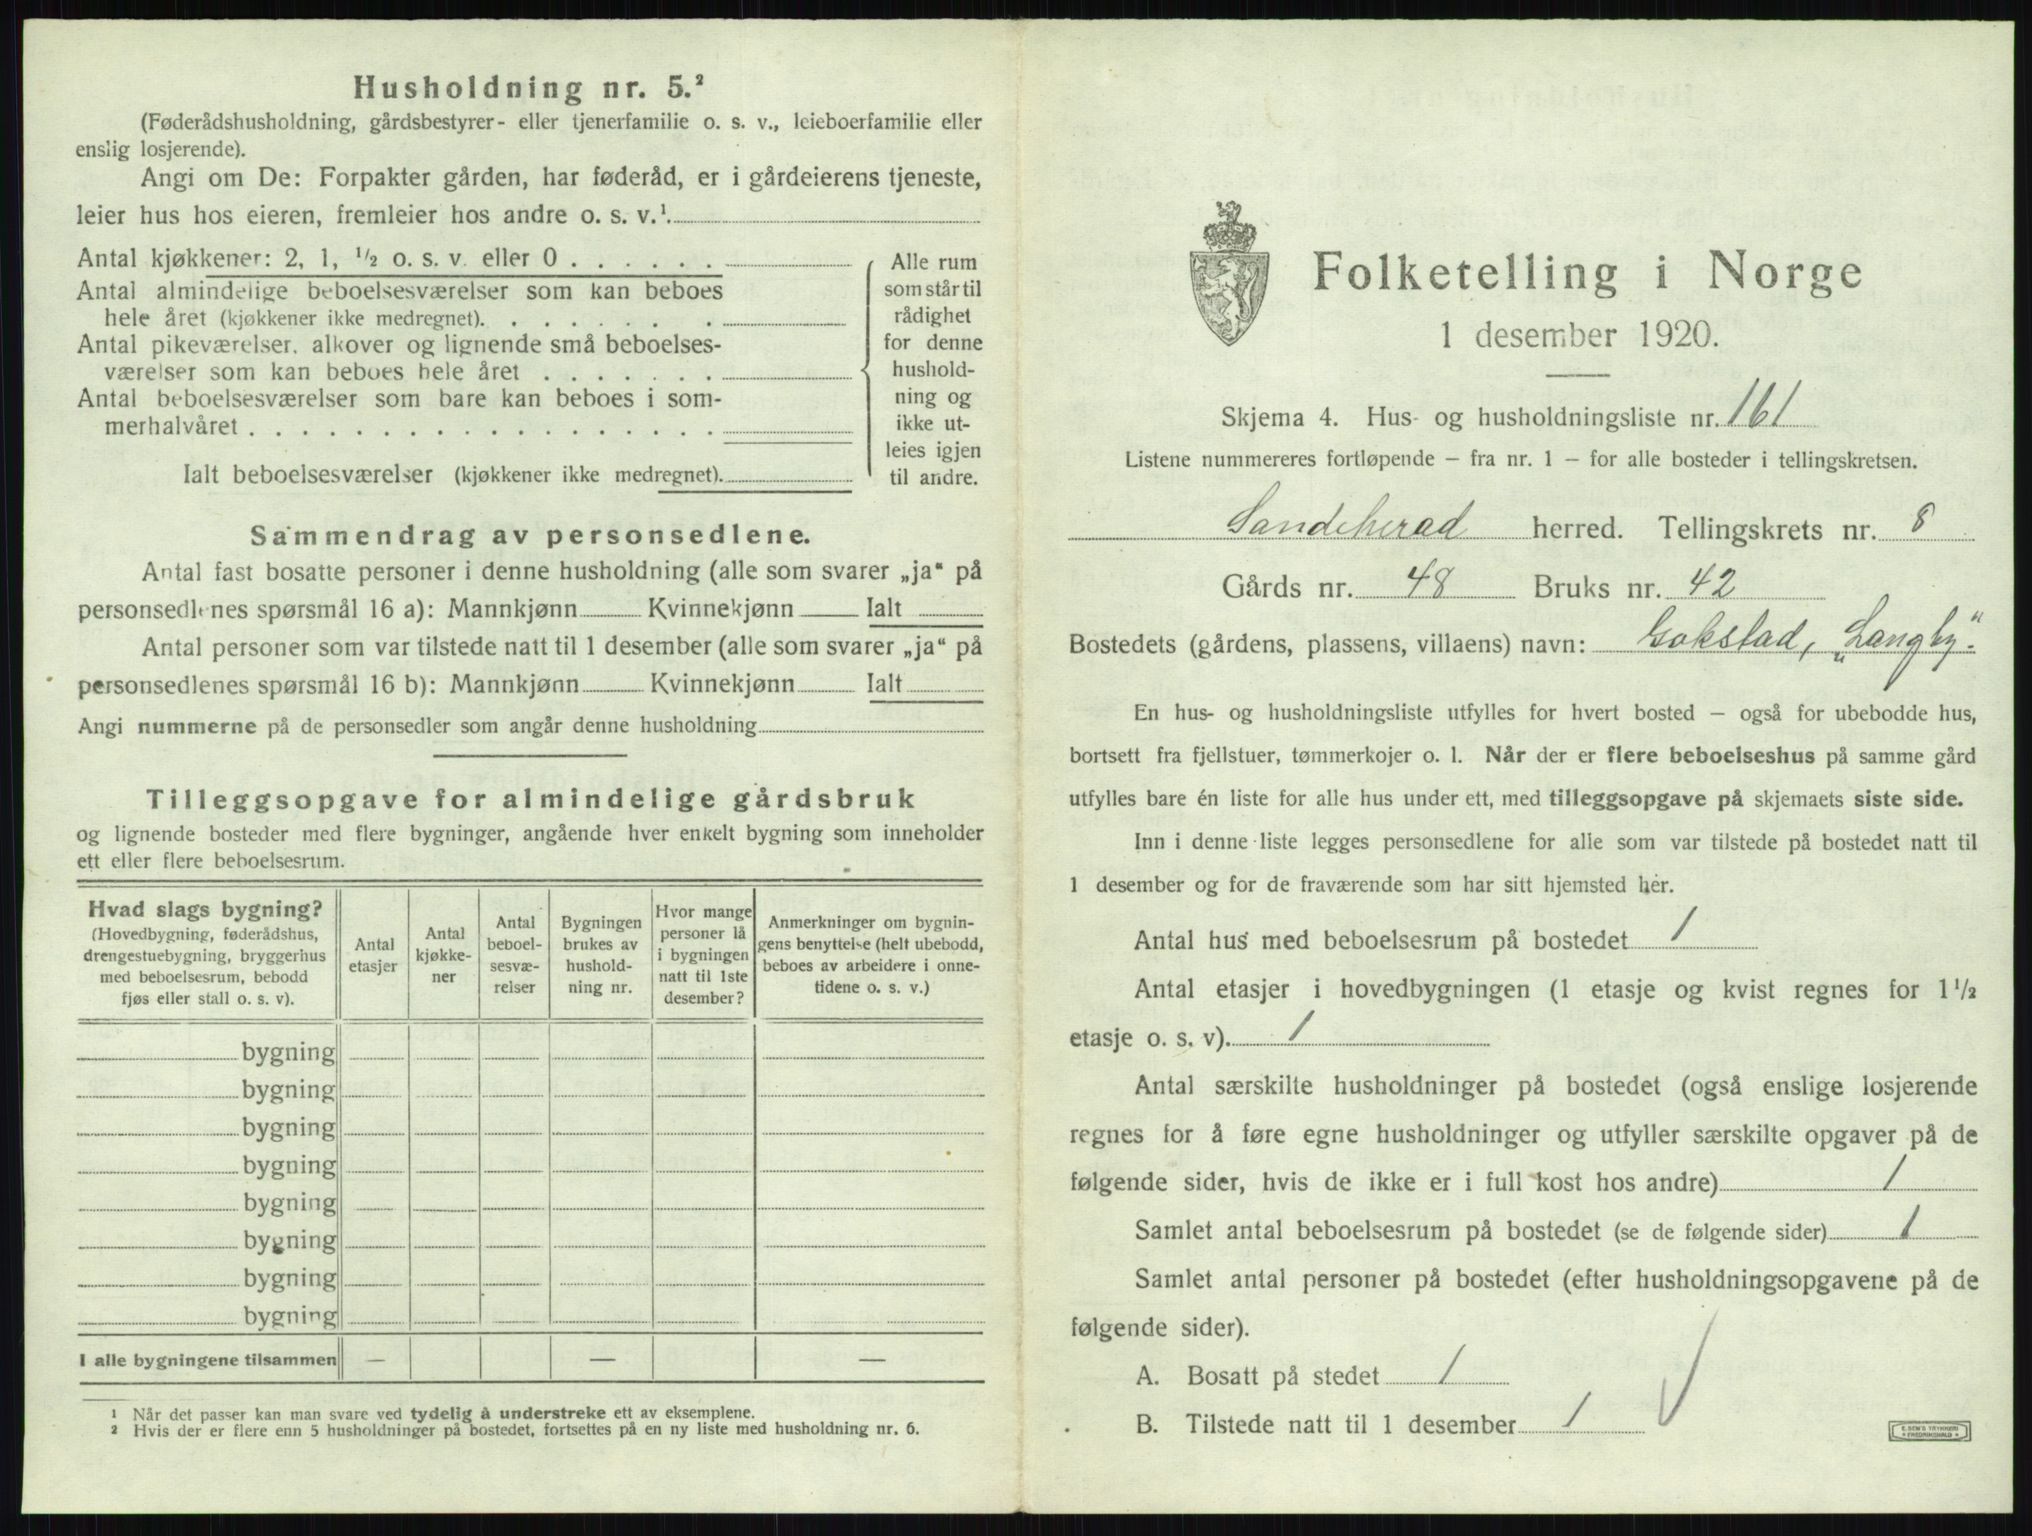 Husholdning nr. 5.²
(Føderådshusholdning, gårdsbestyrer- eller tjenerfamilie o. s. v., leieboerfamilie eller
enslig losjerende).
Angi om De: Forpakter gården, har føderåd, er i gårdeierens tjeneste,
leier hus hos eieren, fremleier hos andre o. s. v.¹.
Antal kjøkkener: 2, 1, ½ o. s. v. eller 0 . . . . . .
Antal almindelige beboelsesværelser som kan beboes
hele året (kjøkkener ikke medregnet). . . . . . . .
Antal pikeværelser, alkover og lignende små beboelses-
værelser som kan beboes hele året . . . . . . .
Antal beboelsesværelser som bare kan beboes i som-
merhalvåret . . . . . . . . . . . . . . . . . .
Ialt beboelsesværelser (kjøkkener ikke medregnet).
Alle rum
som står til
rådighet
for denne
hushold-
ning og
ikke ut-
leies igjen
til andre.
Sammendrag av personsedlene.
Antal fast bosatte personer i denne husholdning (alle som svarer „ja“ på
personsedlenes spørsmål 16 a): Mannkjønn Kvinnekjønn Ialt
Antal personer som var tilstede natt til 1 desember (alle som svarer „ja“ på
personsedlenes spørsmål 16 b): Mannkjønn Kvinnekjønn Ialt
Angi nummerne på de personsedler som angår denne husholdning
Tilleggsopgave for almindelige gårdsbruk
og lignende bosteder med flere bygninger, angående hver enkelt bygning som inneholder
ett eller flere beboelsesrum.
Hvad slags bygning?
(Hovedbygning, føderådshus,
drengestuebygning, bryggerhus
med beboelsesrum, bebodd
fjøs eller stall o. s. v).
Antal
etasjer
Antal
kjøkke-
ner
Antal
beboel-
sesvæ-
relser
Bygningen
brukes av
hushold-
ning nr.
Hvor mange
personer lå
i bygningen
natt til 1ste
desember?
Anmerkninger om bygnin-
gens benyttelse (helt ubebodd,
beboes av arbeidere i onne-
tidene o. s. v.)
bygning
bygning
bygning
bygning
bygning
bygning
bygning
bygning
I alle bygningene tilsammen — — —
¹ Når det passer kan man svare ved tydelig å understreke ett av eksemplene.
² Hvis der er flere enn 5 husholdninger på bostedet, fortsettes på en ny liste med husholdning nr. 6.
Folketelling i Norge
1 desember 1920.
Skjema 4. Hus- og husholdningsliste nr. 161
Listene nummereres fortløpende — fra nr. 1 — for alle bosteder i tellingskretsen.
Sandeherad herred. Tellingskrets nr. 8
Gårds nr. 48 Bruks nr. 42
Bostedets (gårdens, plassens, villaens) navn: Gokstad, „Langby“
En hus- og husholdningsliste utfylles for hvert bosted — også for ubebodde hus,
bortsett fra fjellstuer, tømmerkojer o. l. Når der er flere beboelseshus på samme gård
utfylles bare én liste for alle hus under ett, med tilleggsopgave på skjemaets siste side.
Inn i denne liste legges personsedlene for alle som var tilstede på bostedet natt til
1 desember og for de fraværende som har sitt hjemsted her.
Antal hus med beboelsesrum på bostedet 1
Antal etasjer i hovedbygningen (1 etasje og kvist regnes for 1½
etasje o. s. v). 1
Antal særskilte husholdninger på bostedet (også enslige losjerende
regnes for å føre egne husholdninger og utfyller særskilte opgaver på de
følgende sider, hvis de ikke er i full kost hos andre) 1
Samlet antal beboelsesrum på bostedet (se de følgende sider) 1
Samlet antal personer på bostedet (efter husholdningsopgavene på de
følgende sider).
A. Bosatt på stedet 1
B. Tilstede natt til 1 desember 1
E. SEM'S TRYKKERI
FREDRIKSHALD